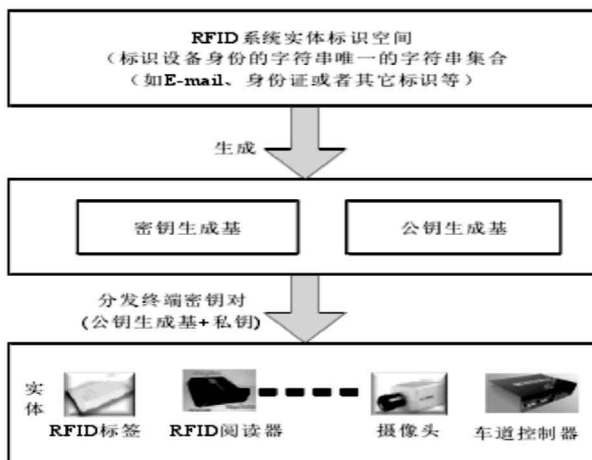 RFID系统实体标识空间
（标识设备身份的字符串唯一的字符串集合
（如E-mail、身份证或者其它标识等）
生成
密钥生成基
公钥生成基
分发终端密钥对
(公钥生成基+私钥)
实
体
RFID标签
RFID阅读器
摄像头
车道控制器